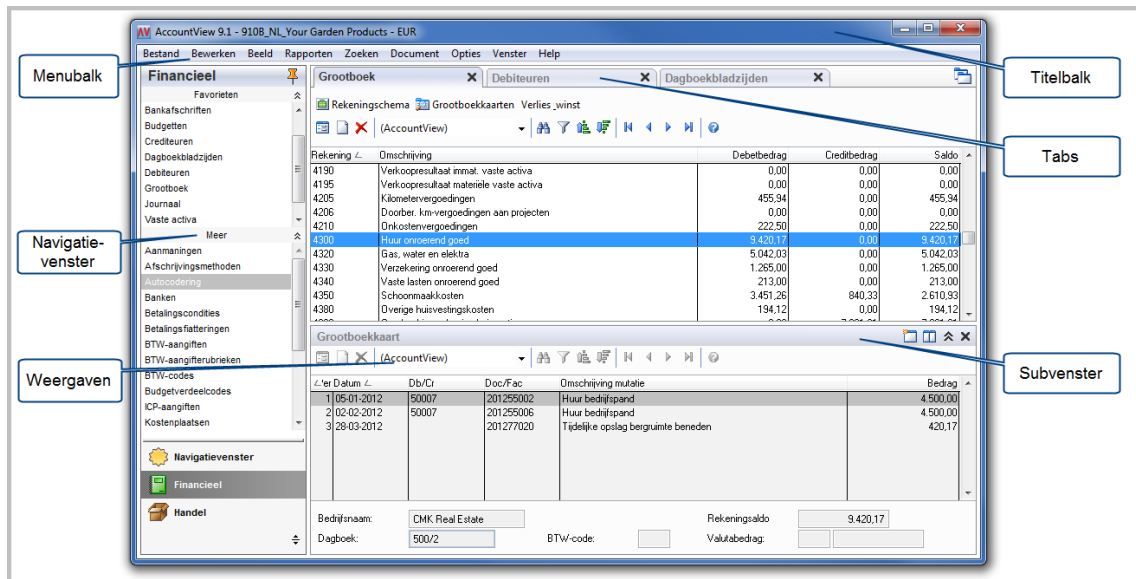 AccountView 9.1 - 910B_NL_Your Garden Products - EUR
Bestand Bewerken Beeld Rapporten Zoeken Document Opties Venster Help
Menubalk
Titelbalk
Financieel
Grootboek
Debiteuren
Dagboekbladzijden
Favorieten
Bankafschriften
Budgetten
Crediteuren
Dagboekbladzijden
Debiteuren
Grootboek
Journaal
Vaste activa
Meer
Aanmaningen
Afschrijvingsmethoden
Autocodering
Banken
Betalingscondities
Betalingsfiatteringen
BTW-aangiften
BTW-aangifterubrieken
BTW-codes
Budgetverdeelcodes
ICP-aangiften
Kostenplaatsen
Navigatievenster
Financieel
Handel
Navigatie-
venster
Weergaven
Tabs
Subvenster
Rekeningschema Grootboekkaarten Verlies_winst
(AccountView)
Rekening Omschrijving Debetbedrag Creditbedrag Saldo
4190 Verkoopresultaat immat. vaste activa 0,00 0,00 0,00
4195 Verkoopresultaat materiële vaste activa 0,00 0,00 0,00
4205 Kilometervergoedingen 455,94 0,00 455,94
4206 Doorber. km-vergoedingen aan projecten 0,00 0,00 0,00
4210 Onkostenvergoedingen 222,50 0,00 222,50
4300 Huur onroerend goed 9.420,17 0,00 9.420,17
4320 Gas, water en elektra 5.042,03 0,00 5.042,03
4330 Verzekering onroerend goed 1.265,00 0,00 1.265,00
4340 Vaste lasten onroerend goed 213,00 0,00 213,00
4350 Schoonmaakkosten 3.451,26 840,33 2.610,93
4380 Overige huisvestingskosten 194,12 0,00 194,12
Grootboekkaart
(AccountView)
Datum Db/Cr Doc/Fac Omschrijving mutatie Bedrag
1 05-01-2012 50007 201255002 Huur bedrijfspand 4.500,00
2 02-02-2012 50007 201255006 Huur bedrijfspand 4.500,00
3 28-03-2012 201277020 Tijdelijke opslag bergruimte beneden 420,17
Bedrijfsnaam: CMK Real Estate Rekeningsaldo 9.420,17
Dagboek: 500/2 BTW-code: Valutabedrag: